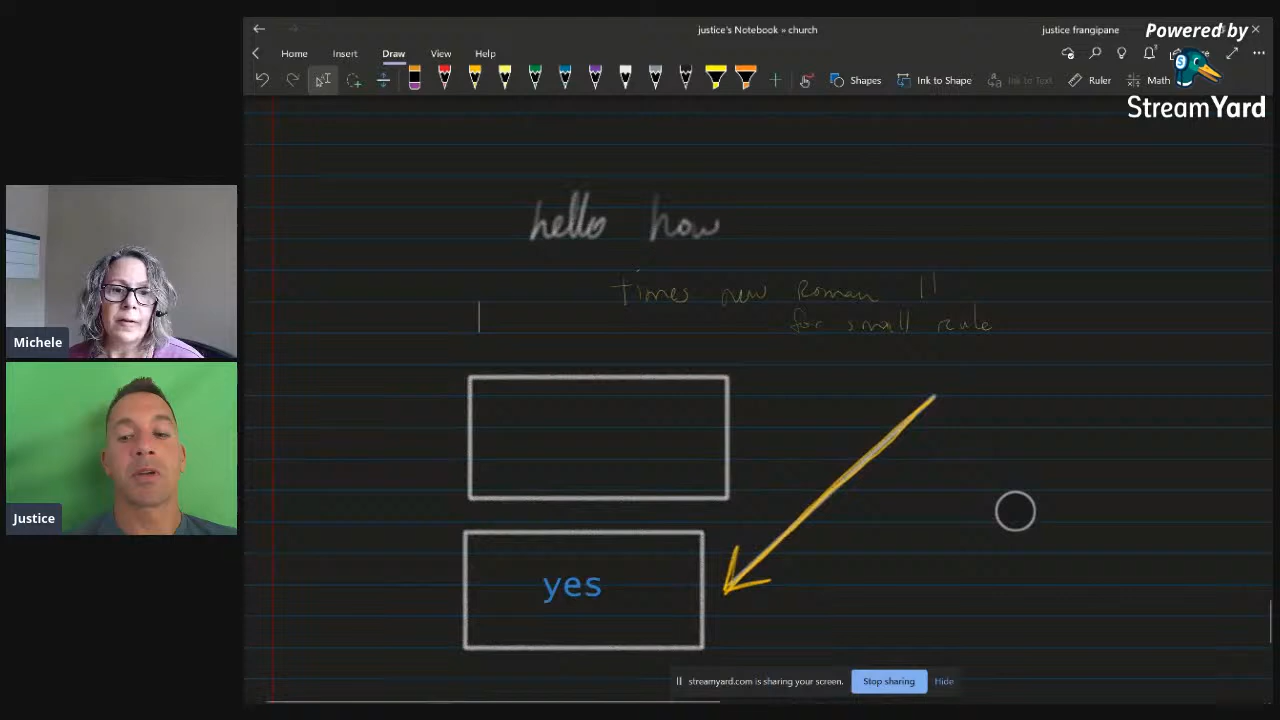 justice's Notebook » church
justice frangipane
Powered by
Home Insert Draw View Help
Shapes Ink to Shape Ink to Text Ruler Math
StreamYard
hello how
times new Roman 11
for small rule
Michele
Justice
yes
streamyard.com is sharing your screen. Stop sharing Hide